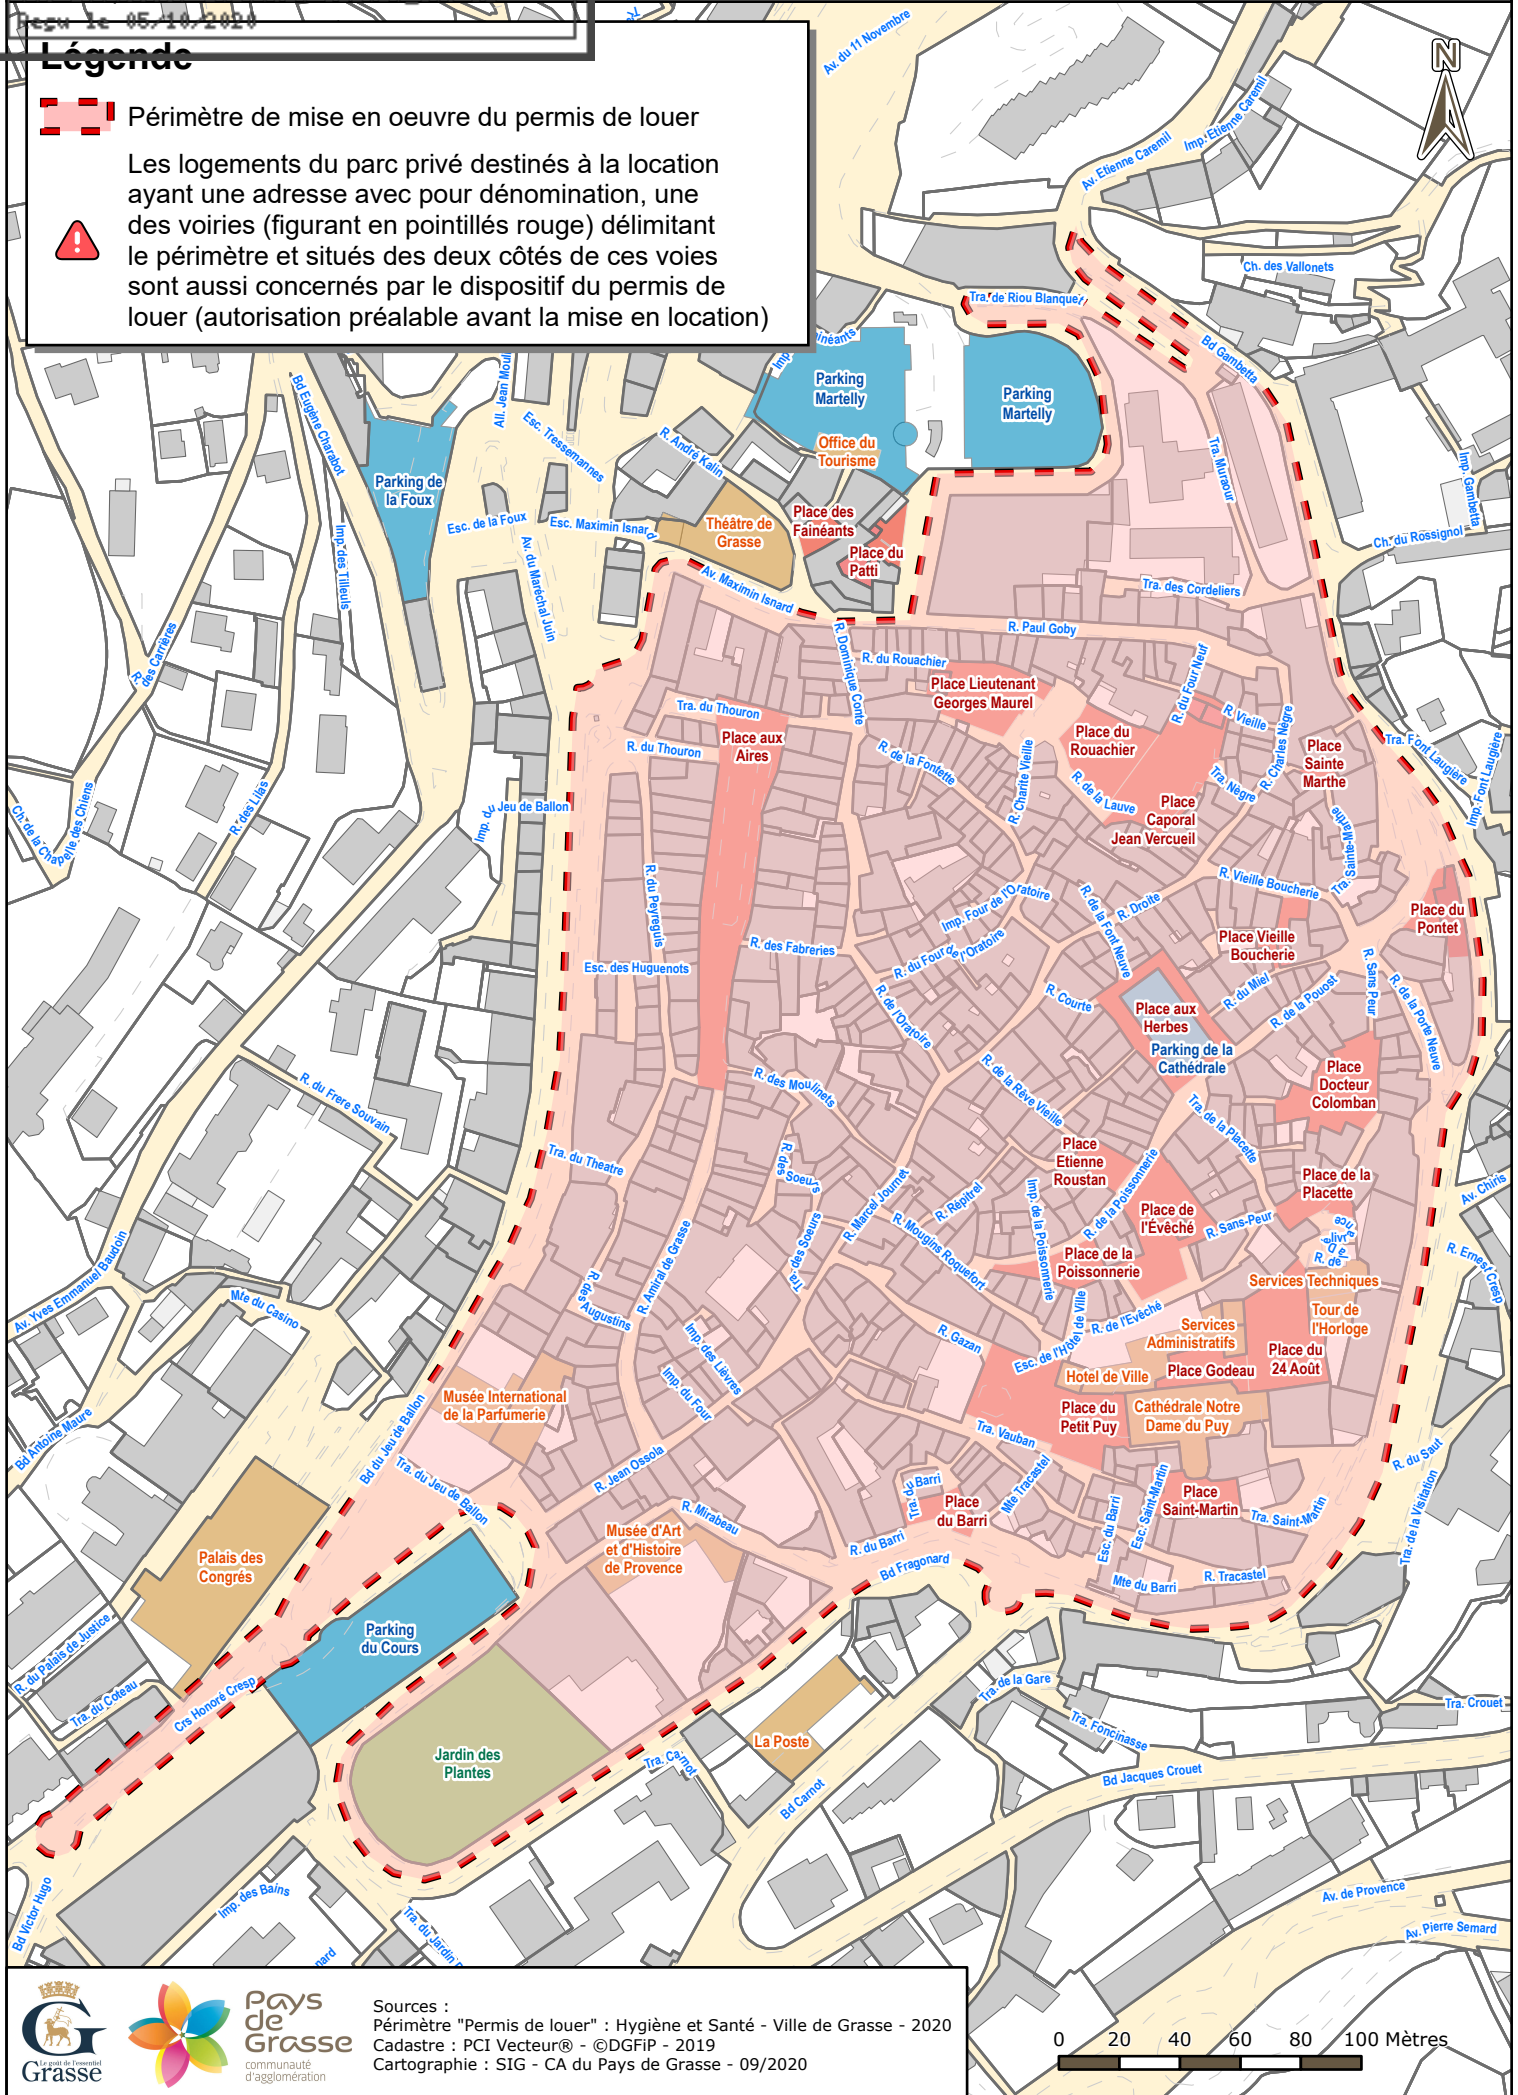 Reçu le 05/10/2020
Légende
Périmètre de mise en oeuvre du permis de louer
Les logements du parc privé destinés à la location
ayant une adresse avec pour dénomination, une
des voiries (figurant en pointillés rouge) délimitant
le périmètre et situés des deux côtés de ces voies
sont aussi concernés par le dispositif du permis de
louer (autorisation préalable avant la mise en location)
N
Av. du 11 Novembre
Imp. Etienne Caremil
Av. Etienne Caremil
Ch. des Vallonets
Tra. de Riou Blanquet
Bd Gambetta
Parking
Martelly
Parking
Martelly
Office du
Tourisme
All. Jean Moul
Bd Eugène Charabot
Esc. Tressemannes
R. André Kalin
Parking de
la Foux
Esc. de la Foux
Esc. Maximin Isnard
Théâtre de
Grasse
Place des
Fainéants
Place du
Patti
Tra. Muraour
Imp. Gambetta
Ch. du Rossignol
Imp. des Tilleuls
Av. du Maréchal Juin
Av. Maximin Isnard
Tra. des Cordeliers
R. Paul Goby
R. des Carrières
R. Dominique Conte
R. du Rouachier
R. du Four Neuf
Place Lieutenant
Georges Maurel
Tra. du Thouron
R. du Thouron
Place aux
Aires
Place du
Rouachier
R. Vieille
R. Charles Nègre
Tra. Nègre
Place
Sainte
Marthe
Tra. Font Laugière
Imp. Font Laugière
R. de la Fontette
R. Charite Vieille
R. de la Lauve
Place
Caporal
Jean Vercueil
Tra. Sainte-Marthe
Ch. de la Chapelle des Chiens
R. des Lilas
Imp. du Jeu de Ballon
R. du Peyreguis
R. Vieille Boucherie
Imp. Four de l'Oratoire
R. de la Font Neuve
R. Droite
Place du
Pontet
R. des Fabreries
R. du Four de l'Oratoire
Place Vieille
Boucherie
Esc. des Huguenots
R. Sans Peur
R. de la Porte Neuve
R. de l'Oratoire
R. Courte
R. du Miel
R. de la Pouost
Place aux
Herbes
Parking de la
Cathédrale
R. du Frere Souvain
R. des Moulinets
R. de la Rêve Vieille
Place
Docteur
Colomban
Tra. de la Placette
Tra. du Theatre
R. des Soeurs
Place
Etienne
Roustan
R. Marcel Journet
R. Répitrel
Imp. de la Poissonnerie
R. de la Poissonnerie
Place de la
Placette
Av. Chiris
Place de
l'Évêché
R. Sans-Peur
R. Mougins Roquefort
Tra. des Soeurs
Place de la
Poissonnerie
R. de la Délivrance
R. Ernest Cresp
Services Techniques
Av. Yves Emmanuel Baudoin
Mte du Casino
R. Amiral de Grasse
R. des Augustins
Tour de
l'Horloge
Services
Administratifs
R. de l'Evêché
Esc. de l'Hôtel de Ville
R. Gazan
Imp. des Lièvres
Imp. du Four
Place du
24 Août
Place Godeau
Hotel de Ville
Musée International
de la Parfumerie
Place du
Petit Puy
Cathédrale Notre
Dame du Puy
Bd Antoine Maure
Bd du Jeu de Ballon
Tra. Vauban
Tra. du Jeu de Ballon
R. Jean Ossola
R. du Saut
Tra. de la Visitation
Tra. du Barri
Mte Tracastel
Esc. Saint-Martin
Esc. du Barri
Place
Saint-Martin
Tra. Saint-Martin
Place
du Barri
R. Mirabeau
R. du Barri
Musée d'Art
et d'Histoire
de Provence
Palais des
Congrés
Bd Fragonard
Mte du Barri
R. Tracastel
Parking
du Cours
R. du Palais de Justice
Tra. du Coteau
Crs Honoré Cresp
Tra. de la Gare
Tra. Foncinasse
Tra. Crouet
La Poste
Jardin des
Plantes
Tra. Carnot
Bd Carnot
Bd Jacques Crouet
Bd Victor Hugo
Imp. des Bains
Tra. du Jardin
nard
Av. de Provence
Av. Pierre Semard
Le goût de l'essentiel
Grasse
Pays
de
Grasse
communauté
d'agglomération
Sources :
Périmètre "Permis de louer" : Hygiène et Santé - Ville de Grasse - 2020
Cadastre : PCI Vecteur® - ©DGFiP - 2019
Cartographie : SIG - CA du Pays de Grasse - 09/2020
0 20 40 60 80 100 Mètres